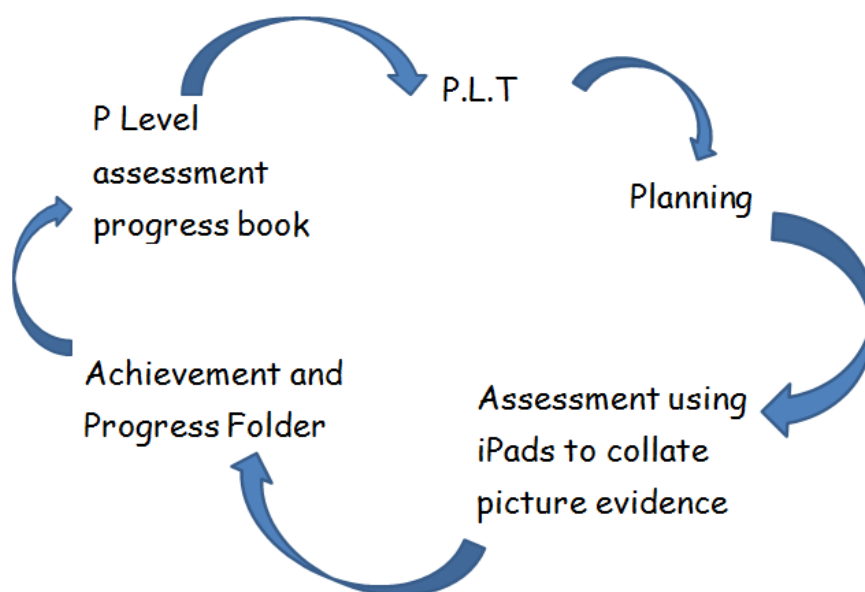 P.L.T
Planning
Assessment using
iPads to collate
picture evidence
Achievement and
Progress Folder
P Level
assessment
progress book